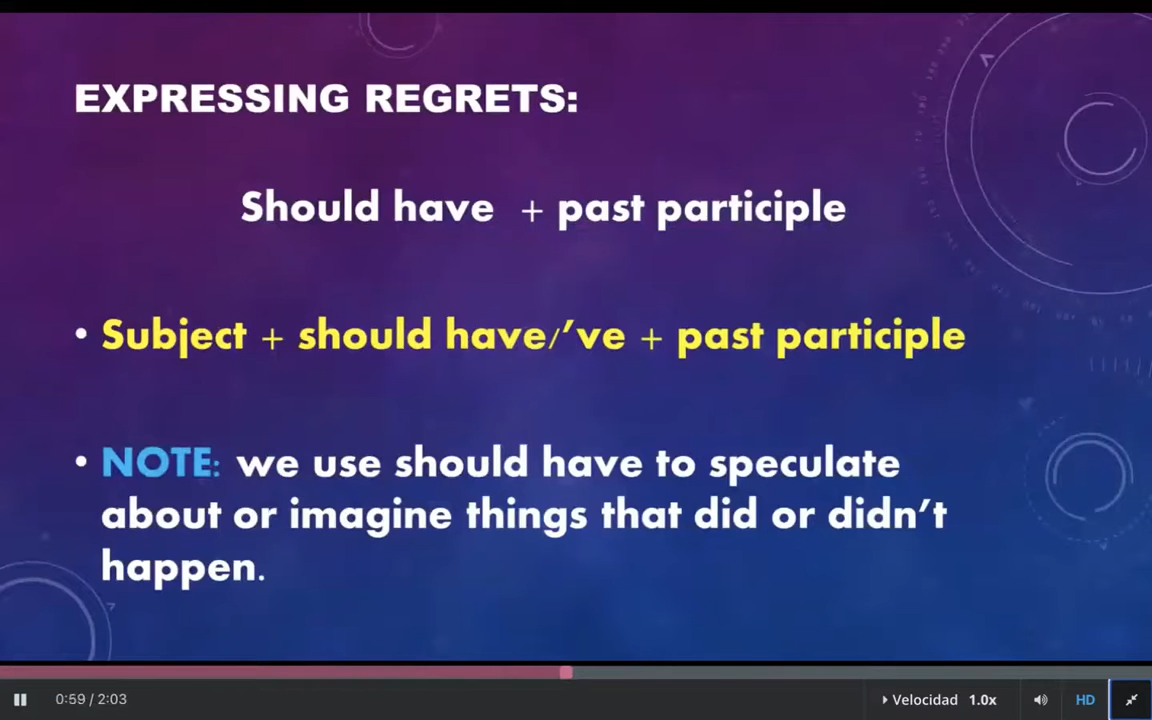 EXPRESSING REGRETS:
Should have + past participle
• Subject + should have/'ve + past participle
• NOTE: we use should have to speculate
about or imagine things that did or didn't
happen.
0:59 / 2:03
Velocidad 1.0x
HD